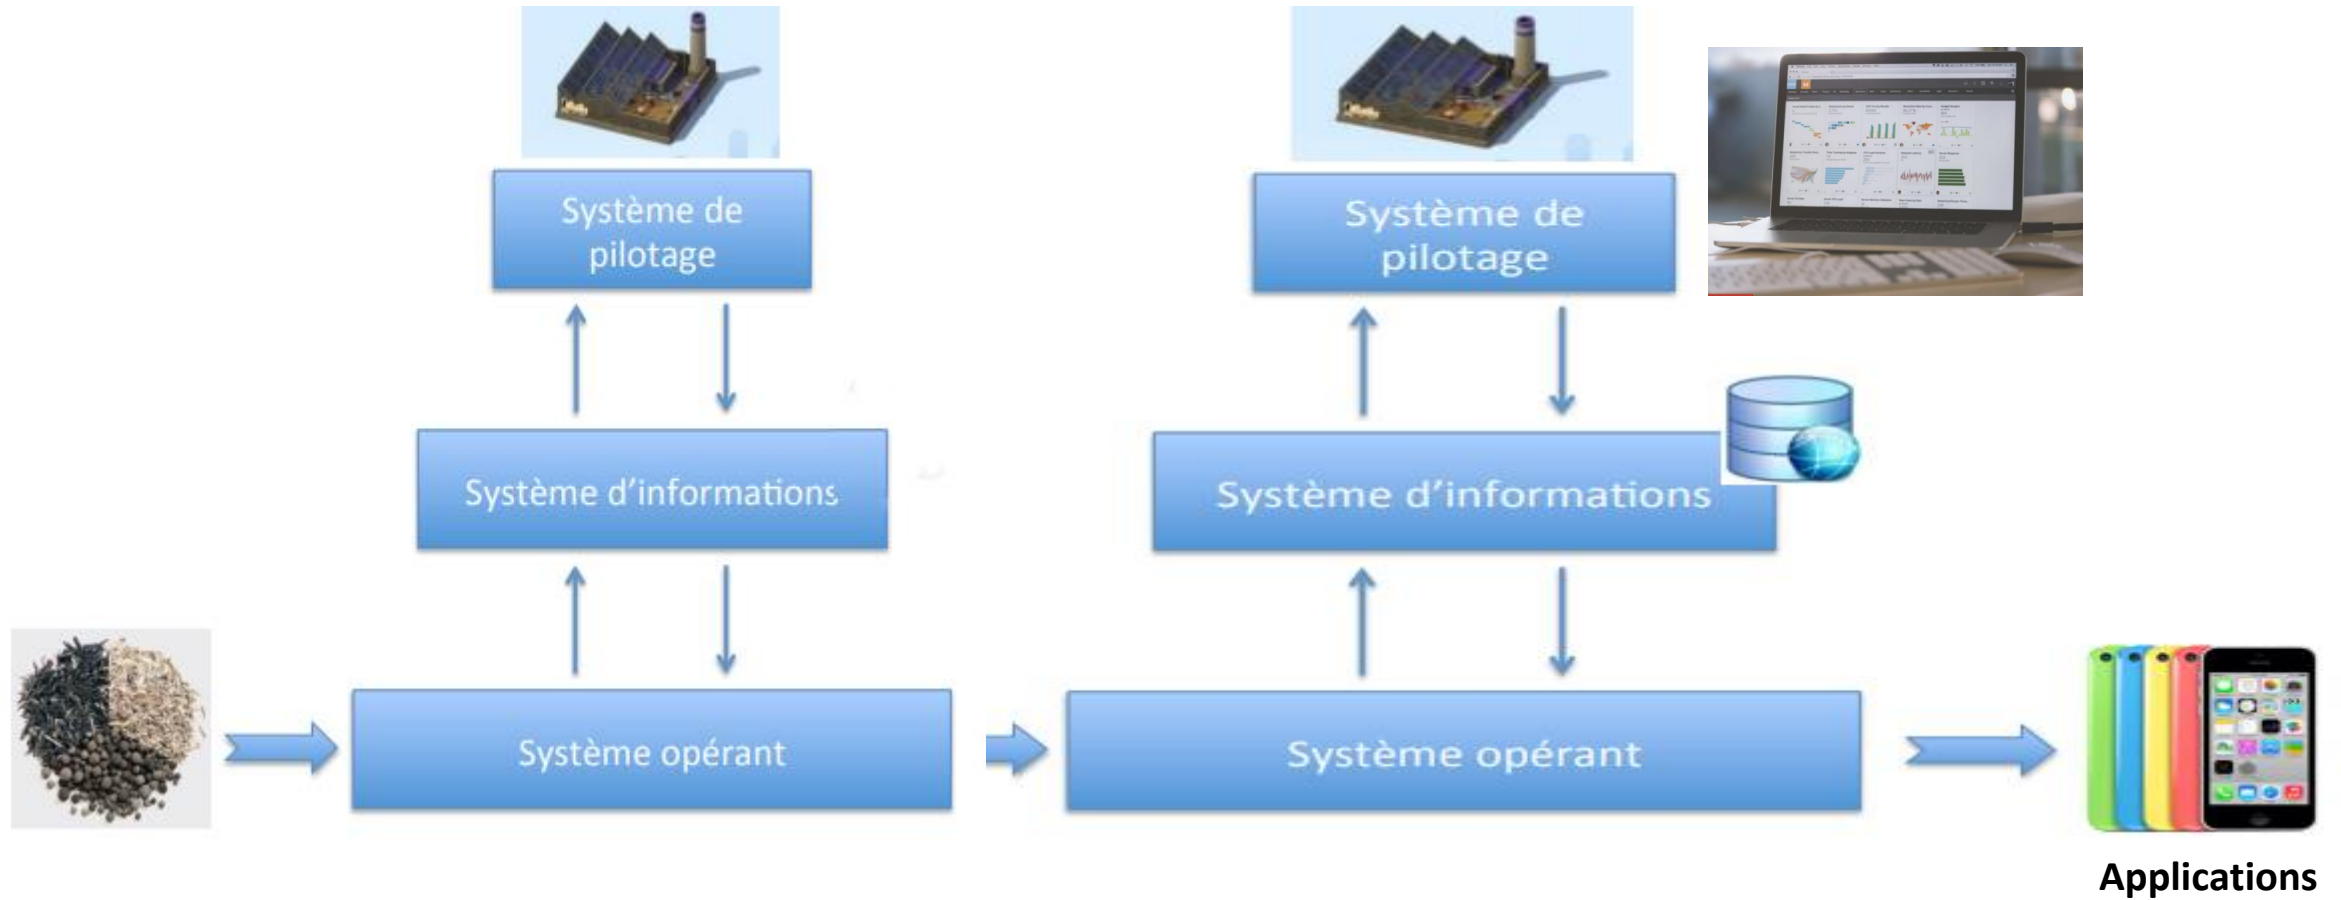 Système de
pilotage
Système d’informations
Système opérant
Système de
pilotage
Système d’informations
Système opérant
Applications